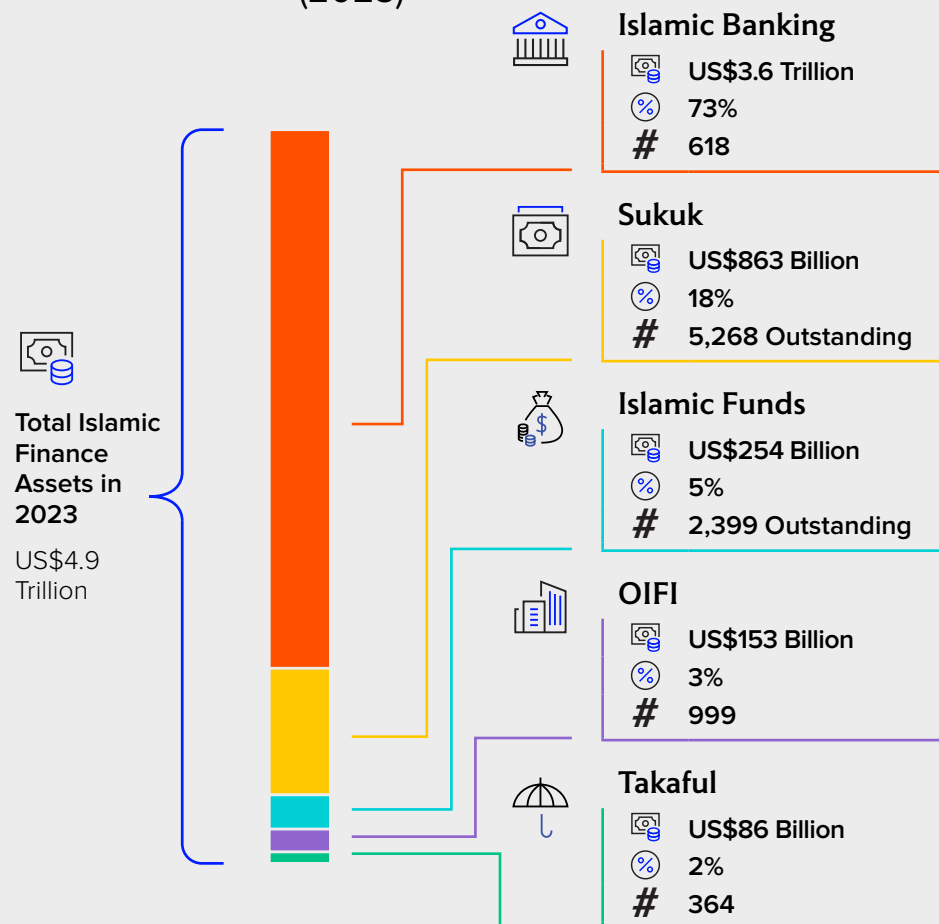 (2023)
Islamic Banking
US$3.6 Trillion
% 73%
# 618
Sukuk
US$863 Billion
% 18%
# 5,268 Outstanding
Total Islamic
Finance
Assets in
2023
US$4.9
Trillion
Islamic Funds
$
US$254 Billion
% 5%
# 2,399 Outstanding
OIFI
US$153 Billion
% 3%
# 999
Takaful
US$86 Billion
% 2%
# 364